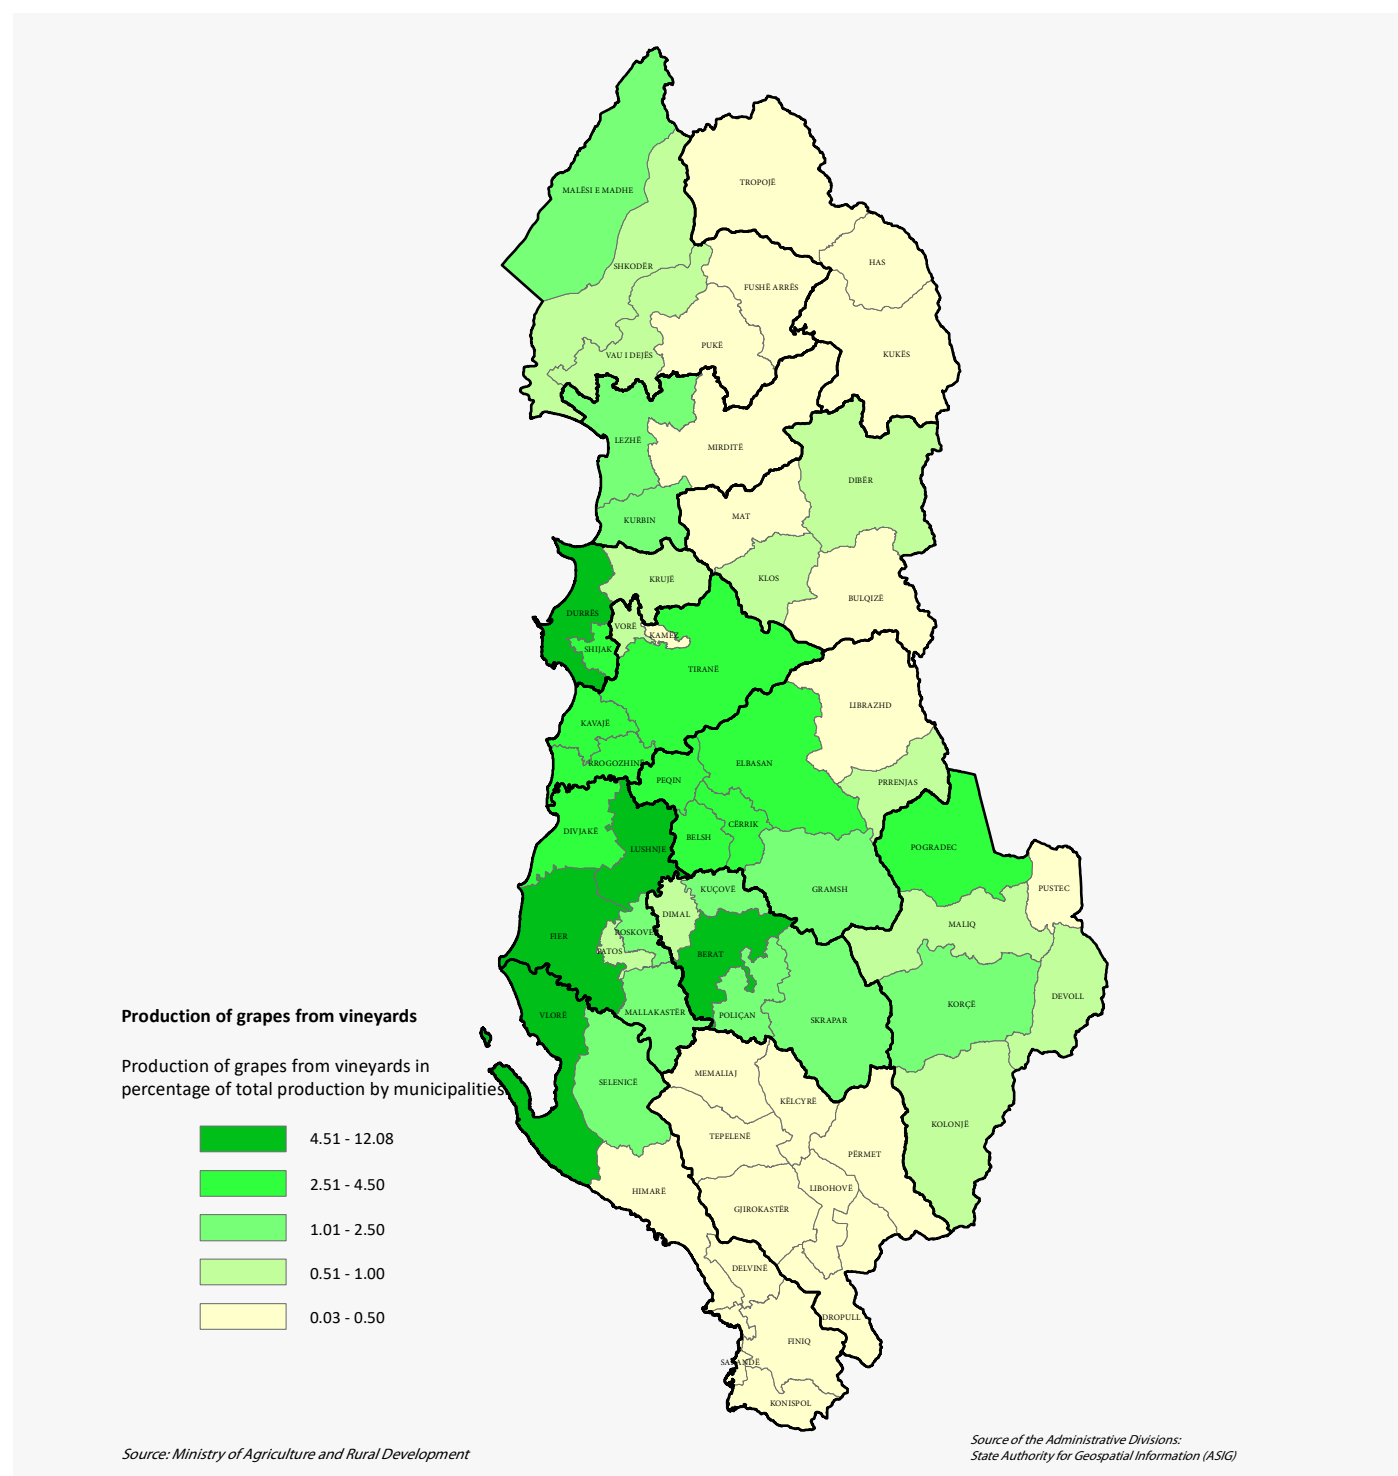 MALËSI E MADHE
TROPOJË
HAS
SHKODËR
FUSHË ARRËS
PUKË
KUKËS
VAU I DEJËS
LEZHË
MIRDITË
DIBËR
MAT
KURBIN
KRUJË
KLOS
BULQIZË
DURRËS
VORË
KAMËZ
SHIJAK
TIRANË
LIBRAZHD
KAVAJË
RROGOZHINË
ELBASAN
PEQIN
PRRENJAS
DIVJAKË
CËRRIK
BELSH
LUSHNJE
POGRADEC
KUÇOVË
GRAMSH
PUSTEC
DIMAL
MALIQ
ROSKOVEC
FIER
PATOS
BERAT
DEVOLL
KORÇË
MALLAKASTËR
POLIÇAN
SKRAPAR
VLORË
Production of grapes from vineyards
Production of grapes from vineyards in
percentage of total production by municipalities.
4.51 - 12.08
2.51 - 4.50
1.01 - 2.50
0.51 - 1.00
0.03 - 0.50
MEMALIAJ
SELENICË
KËLCYRË
KOLONJË
TEPELENË
PËRMET
LIBOHOVË
HIMARË
GJIROKASTËR
DELVINË
DROPULL
FINIQ
SARANDË
KONISPOL
Source: Ministry of Agriculture and Rural Development
Source of the Administrative Divisions:
State Authority for Geospatial Information (ASIG)